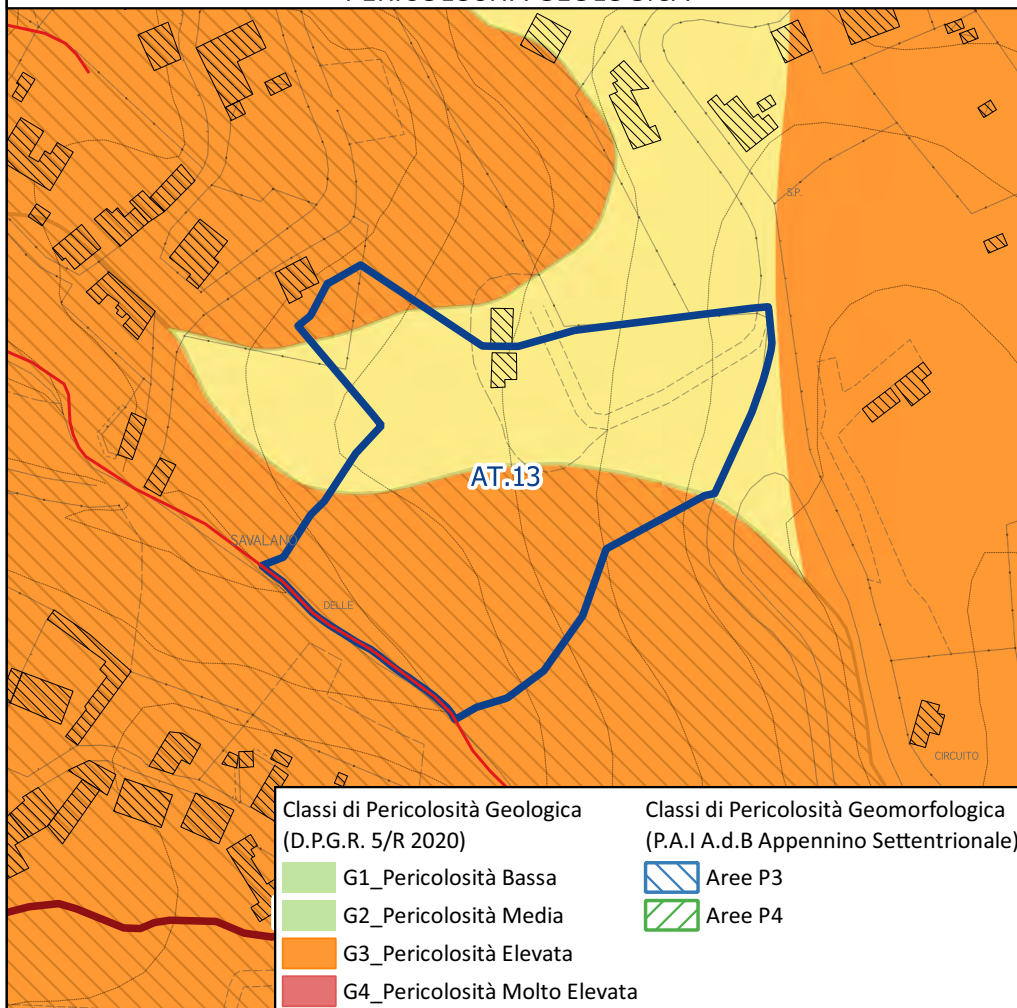 S.P.
AT.13
SAVALANO
DELLE
CIRCUITO
Classi di Pericolosità Geologica
(D.P.G.R. 5/R 2020)
G1_Pericolosità Bassa
G2_Pericolosità Media
G3_Pericolosità Elevata
G4_Pericolosità Molto Elevata
Classi di Pericolosità Geomorfologica
(P.A.I A.d.B Appennino Settentrionale)
Aree P3
Aree P4